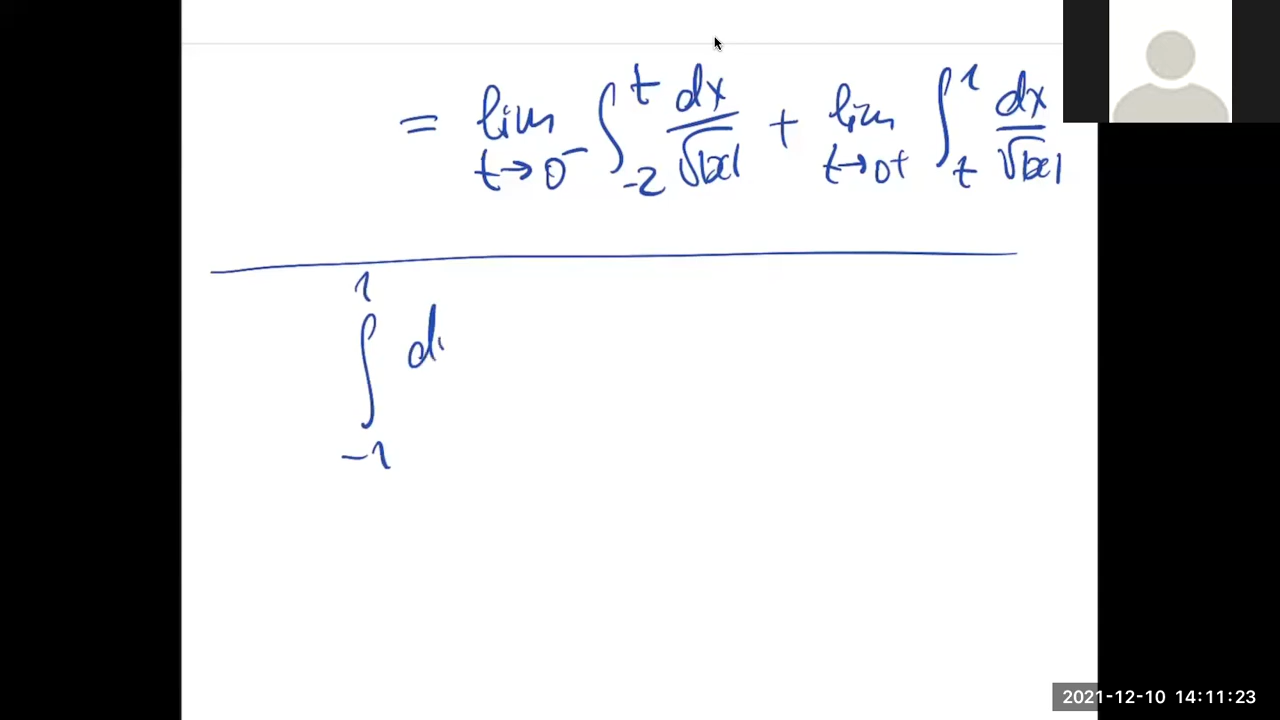 = lim_{t→0⁻} ∫_{-2}^{t} dx/√|x| + lim_{t→0+} ∫_{t}^{1} dx/√|x|
∫_{-1}^{1} d
2021-12-10 14:11:23